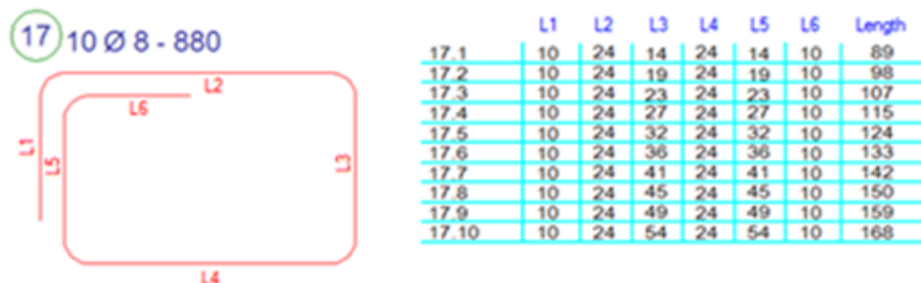 17 10 Ø 8 - 880
L1 L2 L3 L4 L5 L6
L1 L2 L3 L4 L5 L6 Length
17.1 10 24 14 24 14 10 89
17.2 10 24 19 24 19 10 98
17.3 10 24 23 24 23 10 107
17.4 10 24 27 24 27 10 115
17.5 10 24 32 24 32 10 124
17.6 10 24 36 24 36 10 133
17.7 10 24 41 24 41 10 142
17.8 10 24 45 24 45 10 150
17.9 10 24 49 24 49 10 159
17.10 10 24 54 24 54 10 168